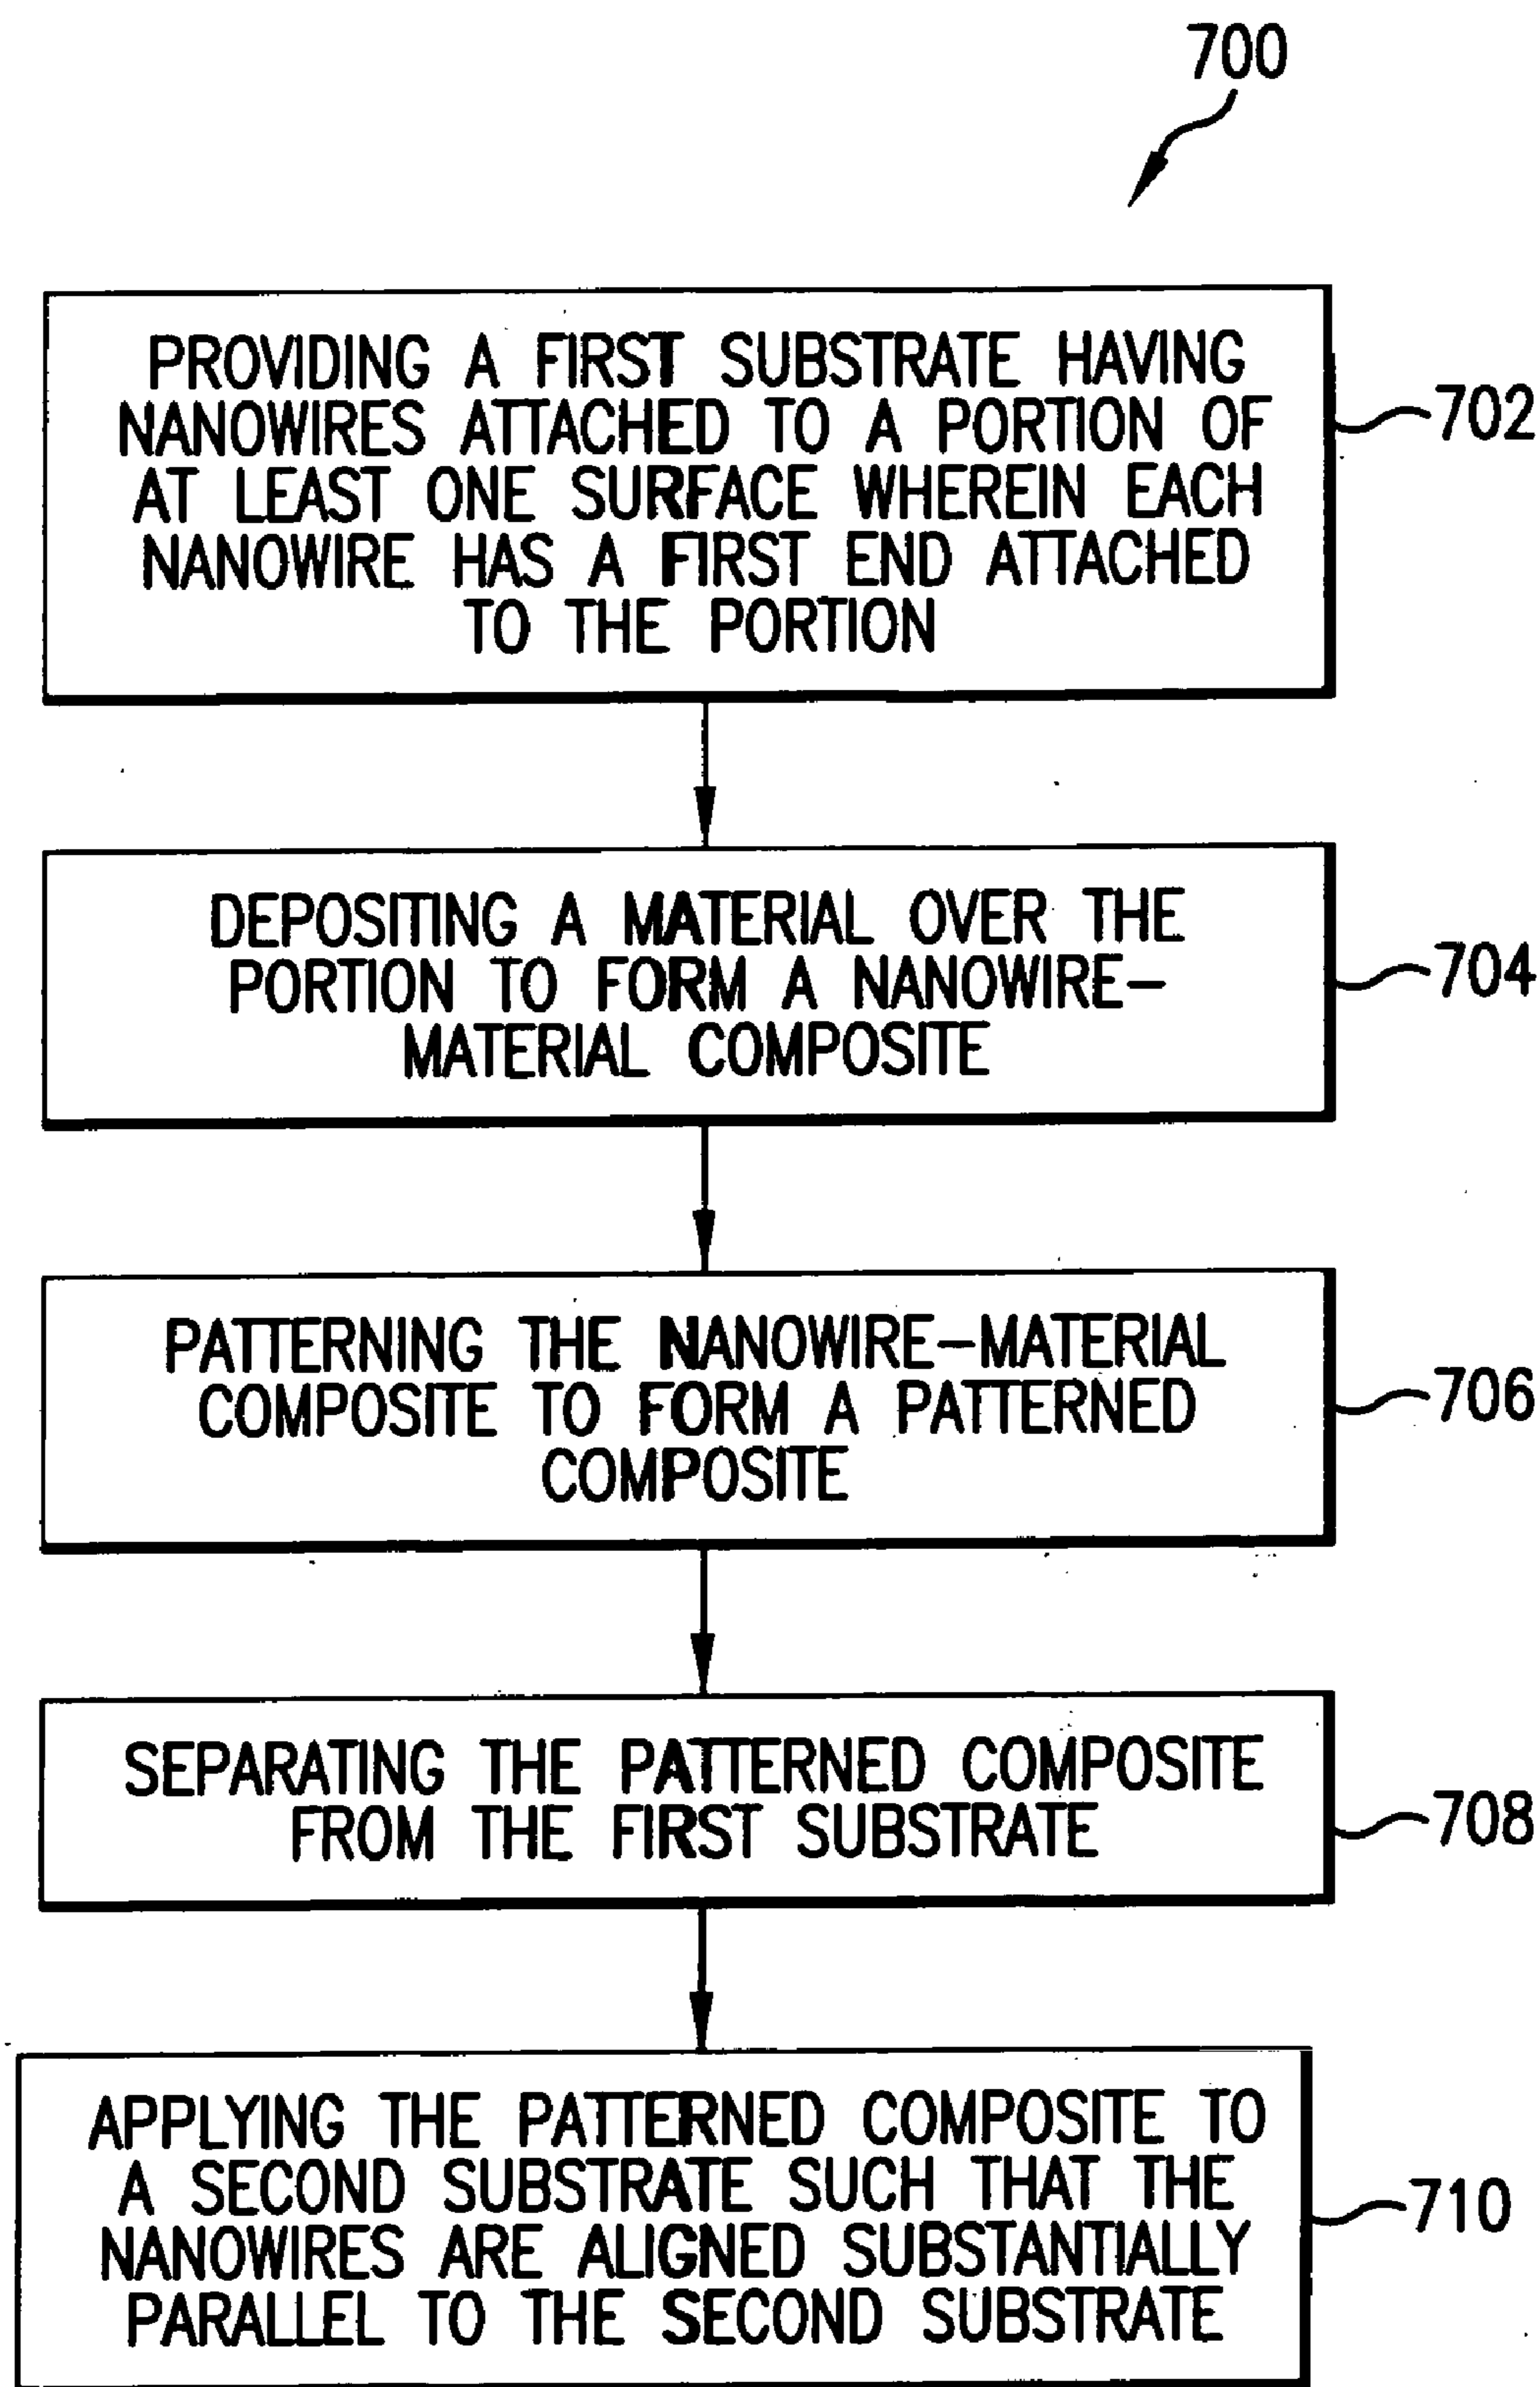 700
PROVIDING A FIRST SUBSTRATE HAVING
NANOWIRES ATTACHED TO A PORTION OF
AT LEAST ONE SURFACE WHEREIN EACH
NANOWIRE HAS A FIRST END ATTACHED
TO THE PORTION
702
DEPOSITING A MATERIAL OVER THE
PORTION TO FORM A NANOWIRE-
MATERIAL COMPOSITE
704
PATTERNING THE NANOWIRE-MATERIAL
COMPOSITE TO FORM A PATTERNED
COMPOSITE
706
SEPARATING THE PATTERNED COMPOSITE
FROM THE FIRST SUBSTRATE
708
APPLYING THE PATTERNED COMPOSITE TO
A SECOND SUBSTRATE SUCH THAT THE
NANOWIRES ARE ALIGNED SUBSTANTIALLY
PARALLEL TO THE SECOND SUBSTRATE
710